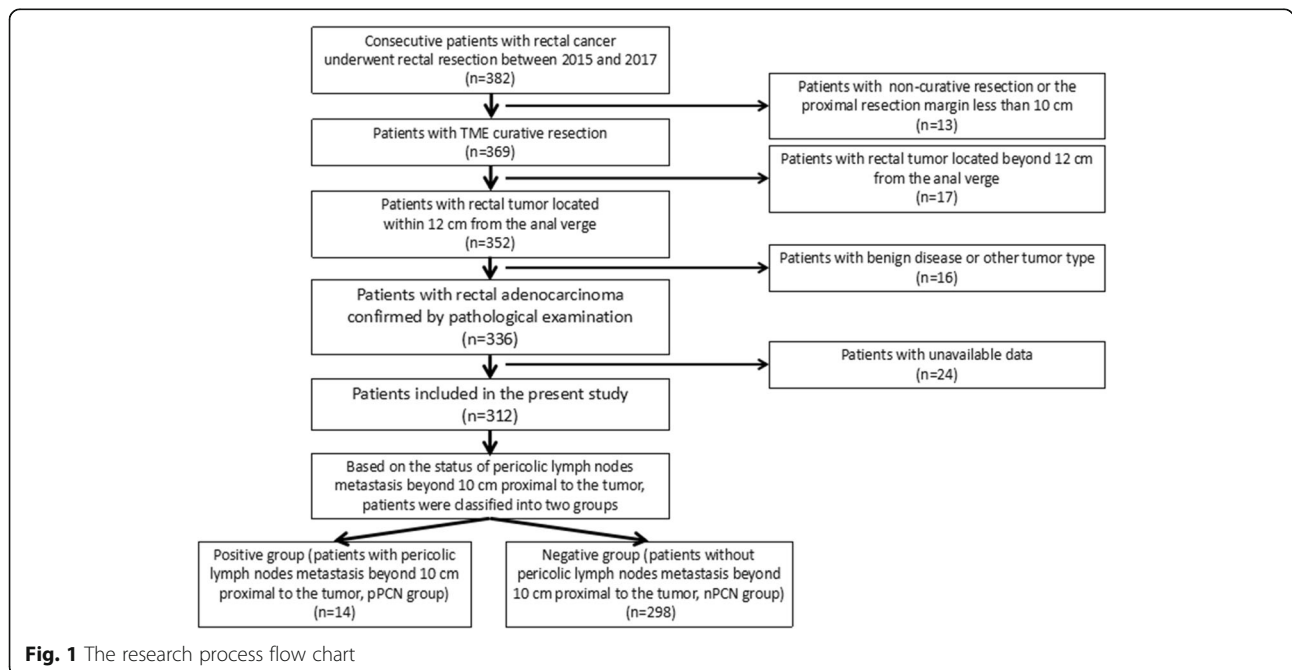 Consecutive patients with rectal cancer
underwent rectal resection between 2015 and 2017
(n=382)
Patients with non-curative resection or the
proximal resection margin less than 10 cm
(n=13)
Patients with TME curative resection
(n=369)
Patients with rectal tumor located beyond 12 cm
from the anal verge
(n=17)
Patients with rectal tumor located
within 12 cm from the anal verge
(n=352)
Patients with benign disease or other tumor type
(n=16)
Patients with rectal adenocarcinoma
confirmed by pathological examination
(n=336)
Patients with unavailable data
(n=24)
Patients included in the present study
(n=312)
Based on the status of pericolic lymph nodes
metastasis beyond 10 cm proximal to the tumor,
patients were classified into two groups
Positive group (patients with pericolic
lymph nodes metastasis beyond 10 cm
proximal to the tumor, pPCN group)
(n=14)
Negative group (patients without
pericolic lymph nodes metastasis beyond
10 cm proximal to the tumor, nPCN group)
(n=298)
Fig. 1 The research process flow chart